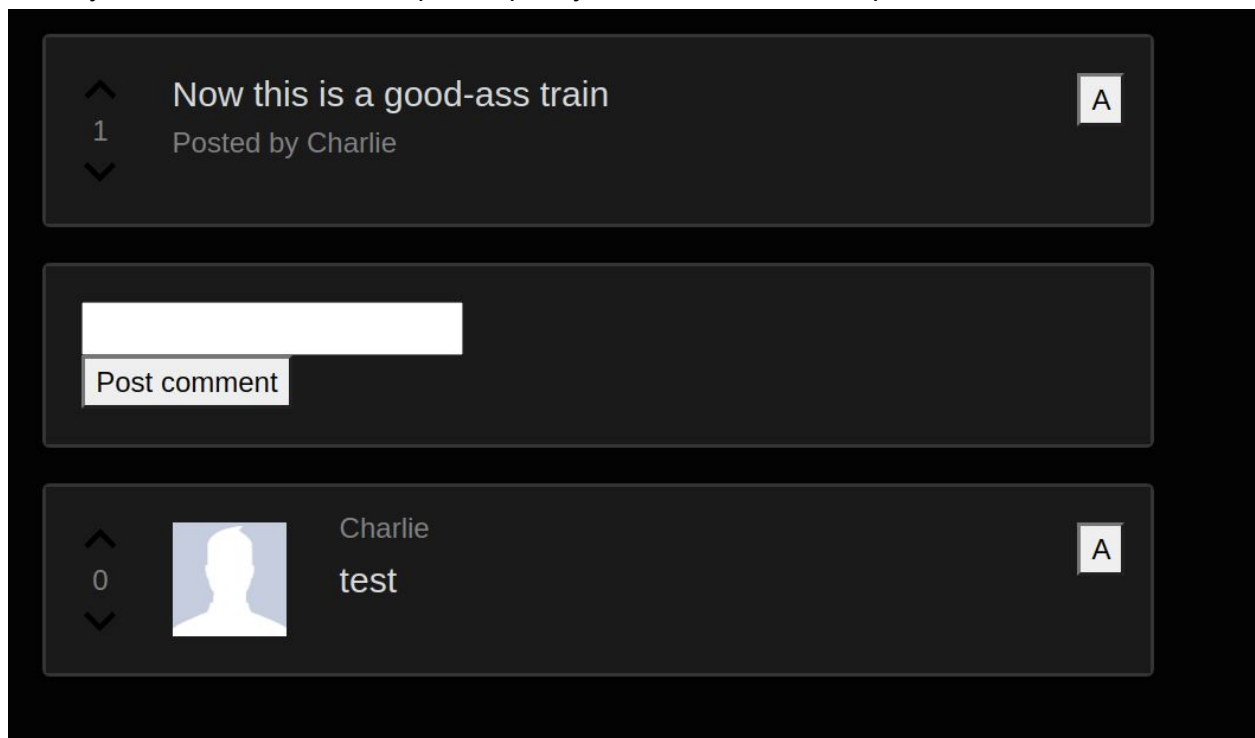 Now this is a good-ass train
A
1
Posted by Charlie
Post comment
Charlie
A
0
test